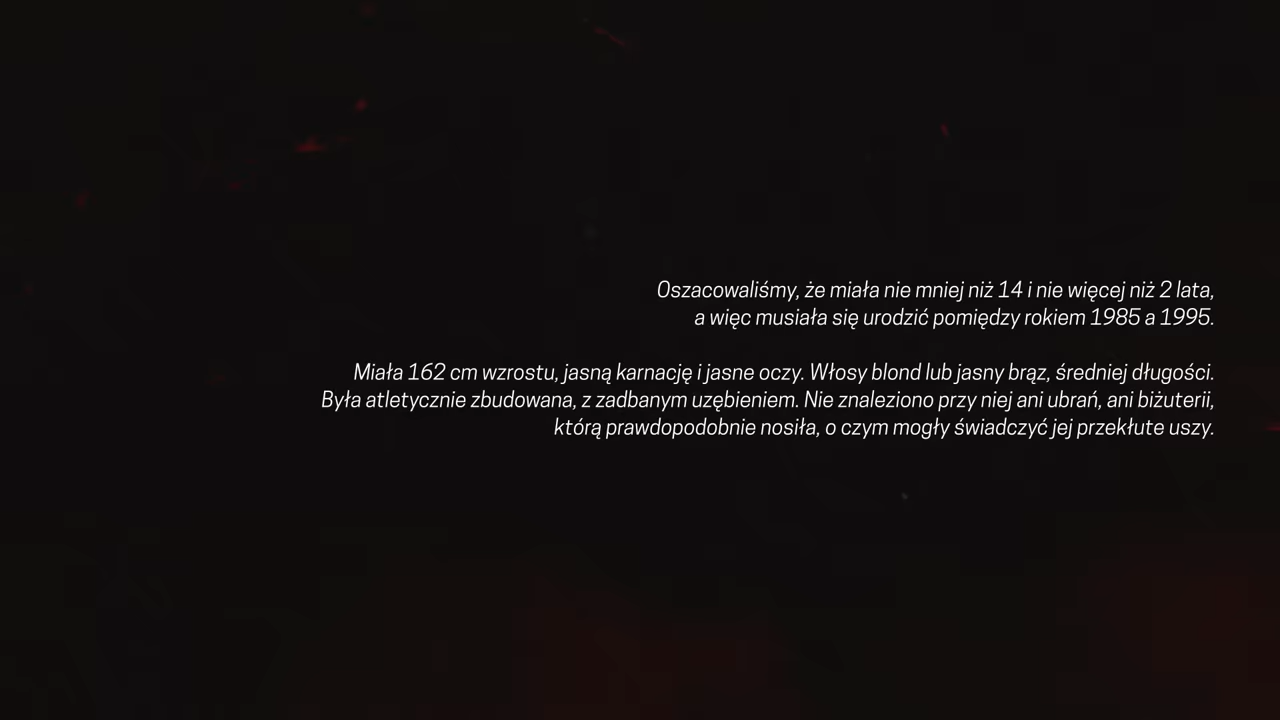 Oszacowaliśmy, że miała nie mniej niż 14 i nie więcej niż 2 lata,
a więc musiała się urodzić pomiędzy rokiem 1985 a 1995.
Miała 162 cm wzrostu, jasną karnację i jasne oczy. Włosy blond lub jasny brąz, średniej długości.
Była atletycznie zbudowana, z zadbanym uzębieniem. Nie znaleziono przy niej ani ubrań, ani biżuterii,
którą prawdopodobnie nosiła, o czym mogły świadczyć jej przekłute uszy.